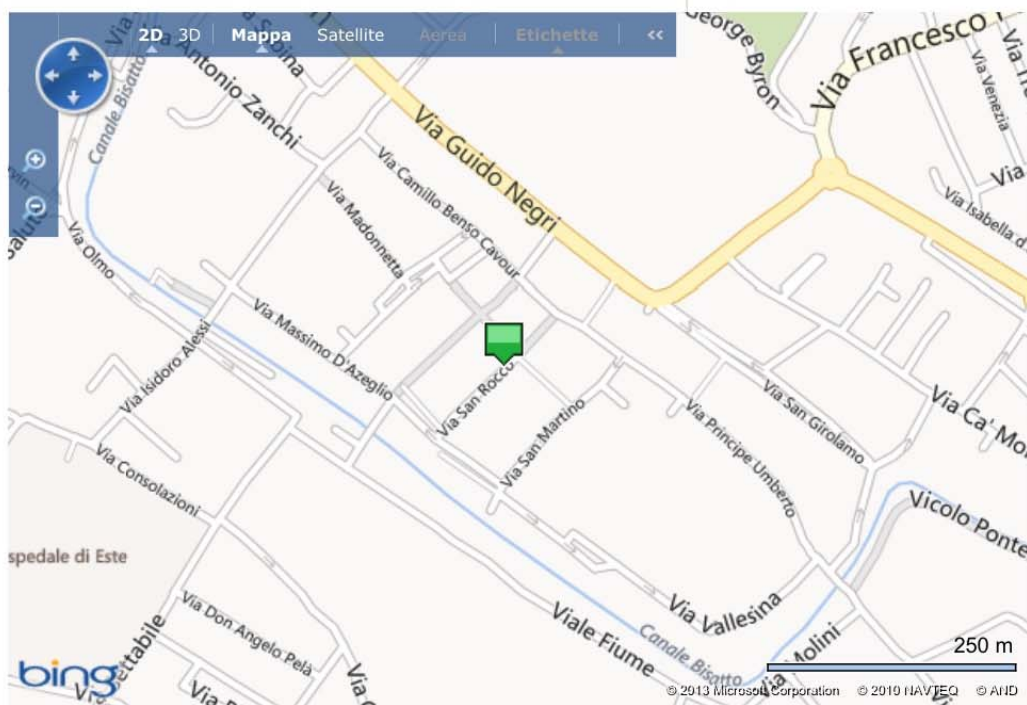 2D 3D Mappa Satellite Aerea Etichette «
George Byron
Via Francesco
Via Venezia
Via Isabella d.
Via
Via Antonio Zanchi
Canale Bisatto
Via Guido Negri
Via Camillo Benso Cavour
Via Madonnetta
Via Olmo
Via Massimo D'Azeglio
Via Isidoro Alessi
Via San Rocco
Via San Martino
Via San Girolamo
Via Principe Umberto
Via Ca' Mo
Via Consolazioni
Vicolo Ponte
spedale di Este
Via Vallesina
Via Don Angelo Pelà
Viale Fiume
Canale Bisatto
Via Molini
ettabile
250 m
bing
© 2013 Microsoft Corporation © 2010 NAVTEQ © AND